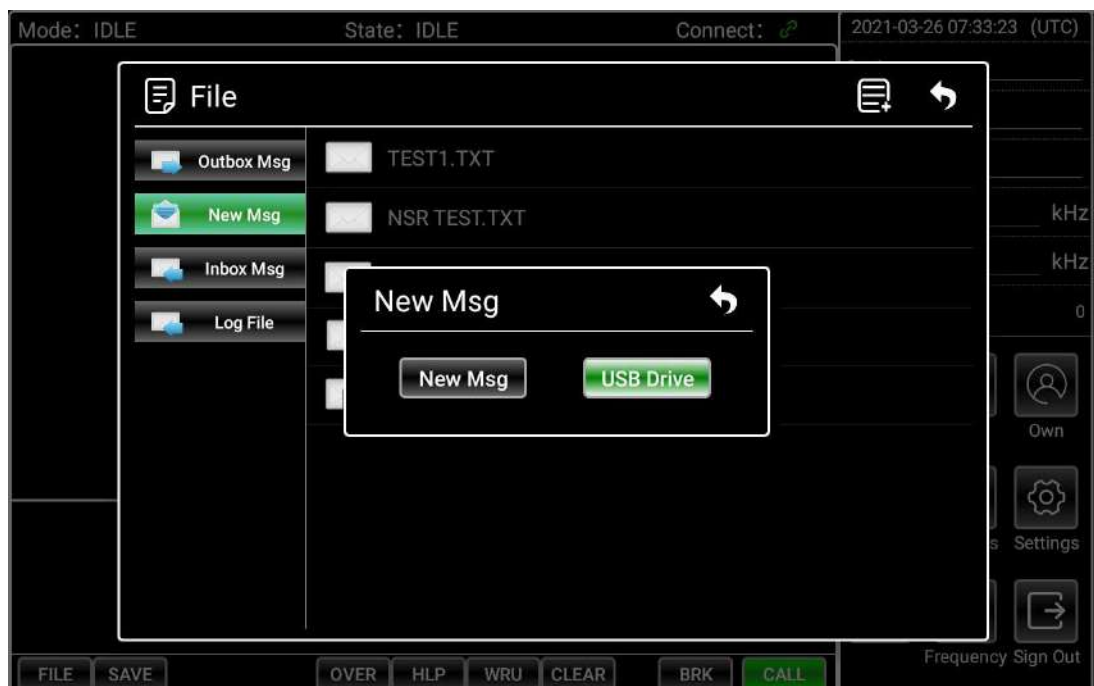 Mode: IDLE State: IDLE Connect: 2021-03-26 07:33:23 (UTC)
File
Outbox Msg
TEST1.TXT
New Msg
NSR TEST.TXT
kHz
Inbox Msg
kHz
New Msg
Log File
0
New Msg USB Drive
Own
s Settings
Frequency Sign Out
FILE SAVE OVER HLP WRU CLEAR BRK CALL